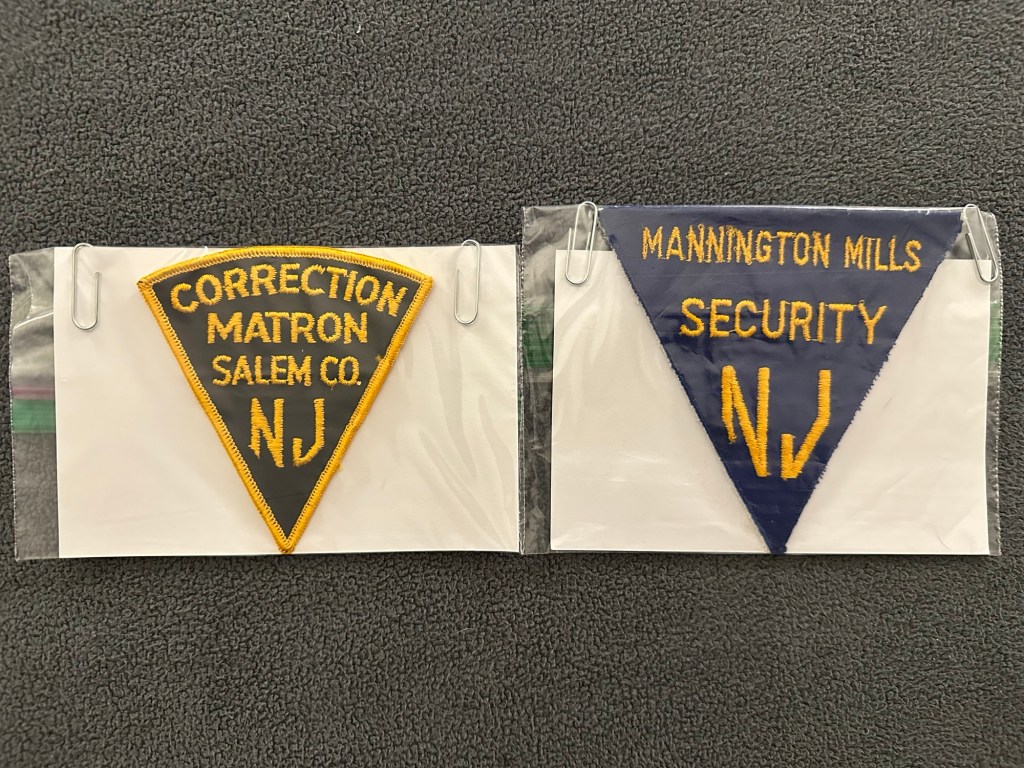 CORRECTION
MATRON
SALEM CO.
NJ
MANNINGTON MILLS
SECURITY
NJ